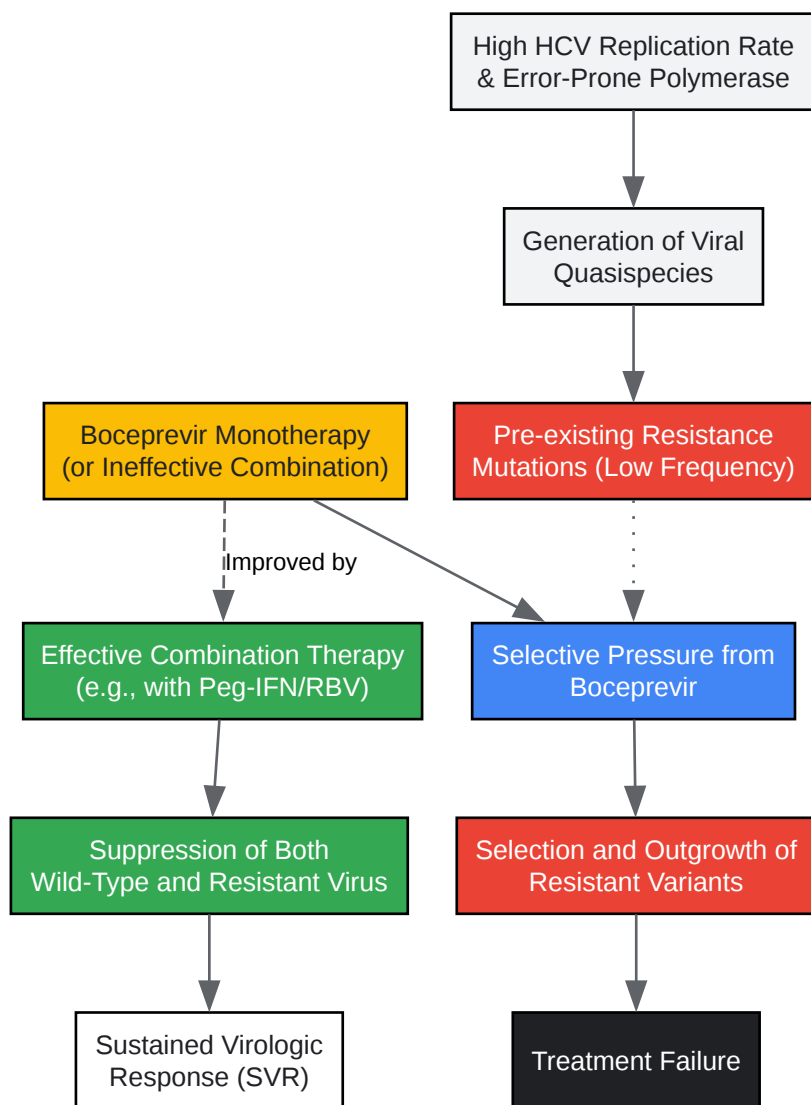 High HCV Replication Rate
& Error-Prone Polymerase
Generation of Viral
Quasispecies
Boceprevir Monotherapy
(or Ineffective Combination)
Pre-existing Resistance
Mutations (Low Frequency)
Improved by
Effective Combination Therapy
(e.g., with Peg-IFN/RBV)
Selective Pressure from
Boceprevir
Suppression of Both
Wild-Type and Resistant Virus
Selection and Outgrowth of
Resistant Variants
Sustained Virologic
Response (SVR)
Treatment Failure